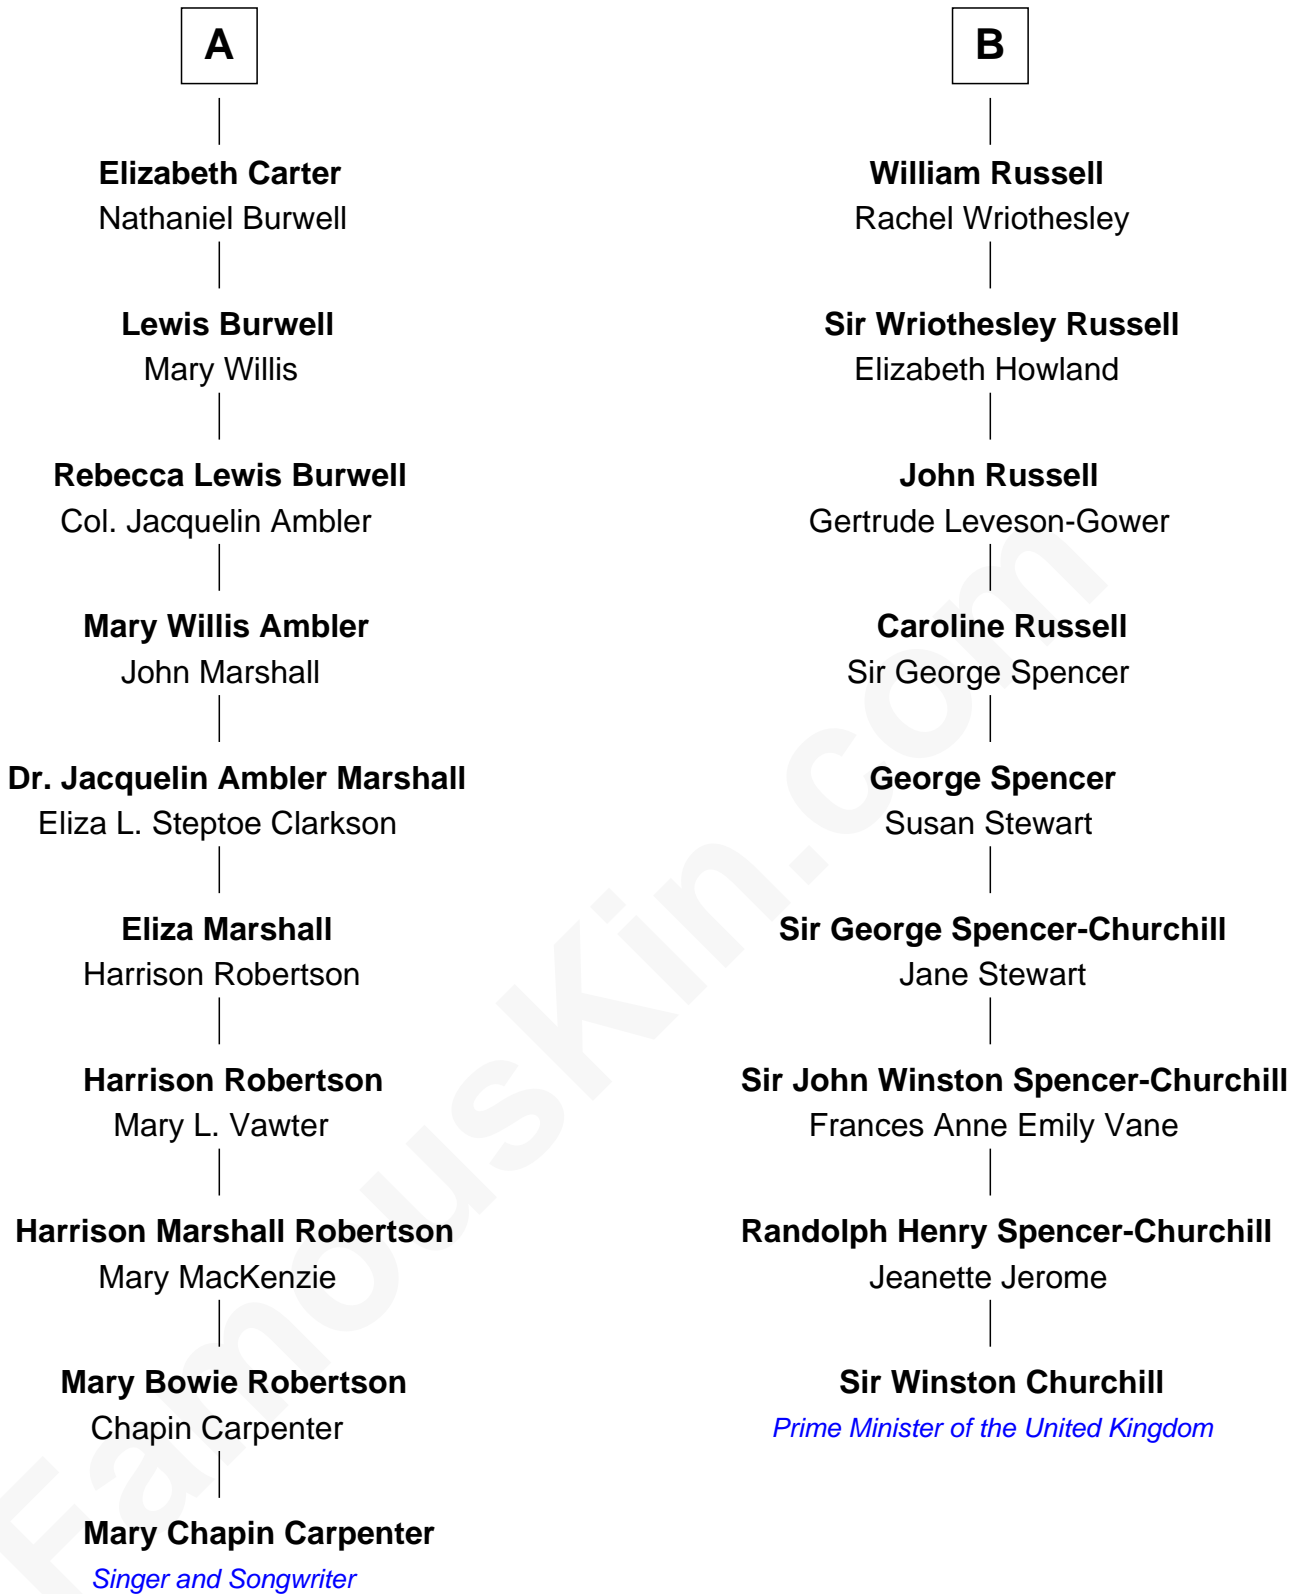 A
Elizabeth Carter
Nathaniel Burwell
Lewis Burwell
Mary Willis
Rebecca Lewis Burwell
Col. Jacquelin Ambler
Mary Willis Ambler
John Marshall
Dr. Jacquelin Ambler Marshall
Eliza L. Steptoe Clarkson
Eliza Marshall
Harrison Robertson
Harrison Robertson
Mary L. Vawter
Harrison Marshall Robertson
Mary MacKenzie
Mary Bowie Robertson
Chapin Carpenter
Mary Chapin Carpenter
Singer and Songwriter
B
William Russell
Rachel Wriothesley
Sir Wriothesley Russell
Elizabeth Howland
John Russell
Gertrude Leveson-Gower
Caroline Russell
Sir George Spencer
George Spencer
Susan Stewart
Sir George Spencer-Churchill
Jane Stewart
Sir John Winston Spencer-Churchill
Frances Anne Emily Vane
Randolph Henry Spencer-Churchill
Jeanette Jerome
Sir Winston Churchill
Prime Minister of the United Kingdom
FamousKin.com